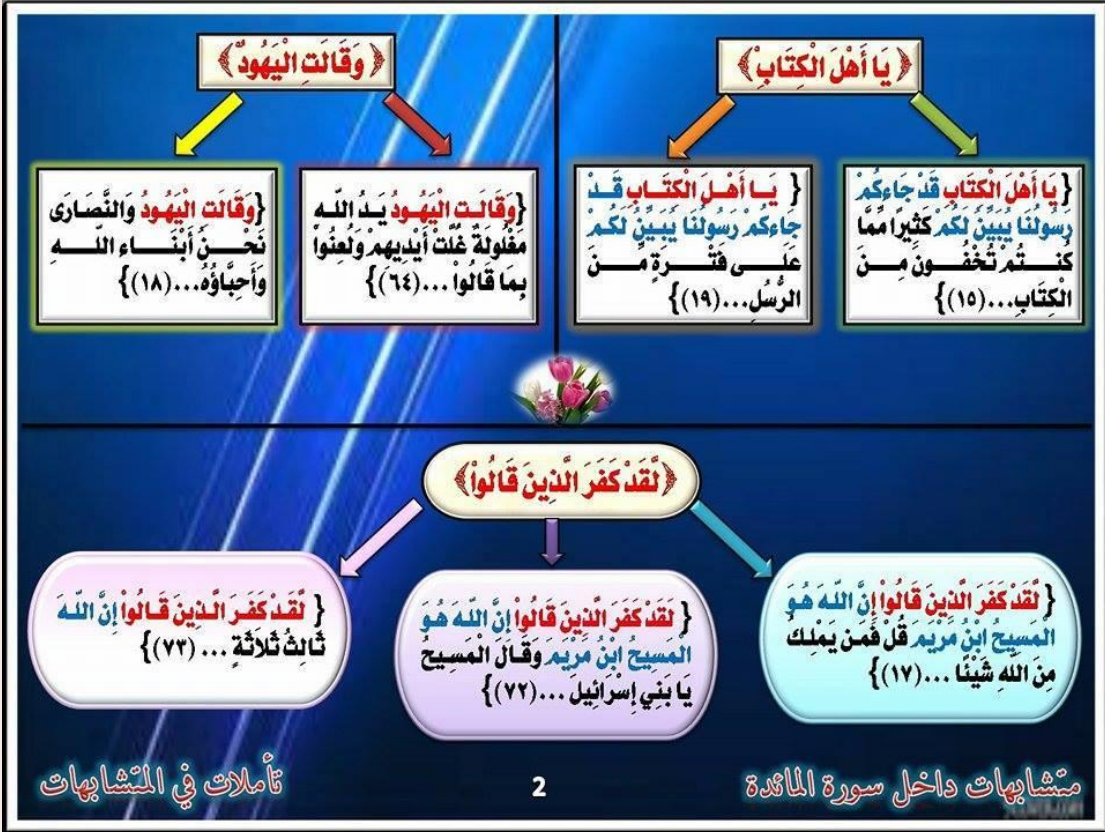 ﴿ يَا أَهْلَ الْكِتَابِ ﴾
{ يَا أَهْلَ الْكِتَابِ قَدْ جَاءكُمْ
رَسُولُنَا يُبَيِّنُ لَكُمْ كَثِيرًا مِّمَّا
كُنتُمْ تُخْفُونَ مِنَ
الْكِتَابِ...(١٥) }
{ يَا أَهْلَ الْكِتَابِ قَدْ
جَاءكُمْ رَسُولُنَا يُبَيِّنُ لَكُمْ
عَلَى فَتْرَةٍ مِّنَ
الرُّسُلِ...(١٩) }
﴿ وَقَالَتِ الْيَهُودُ ﴾
{وَقَالَتِ الْيَهُودُ يَدُ اللّهِ
مَغْلُولَةٌ غُلَّتْ أَيْدِيهِمْ وَلُعِنُواْ
بِمَا قَالُواْ ...(٦٤)}
{وَقَالَتِ الْيَهُودُ وَالنَّصَارَى
نَحْنُ أَبْنَاء اللّهِ
وَأَحِبَّاؤُهُ...(١٨) }
﴿ لَّقَدْ كَفَرَ الَّذِينَ قَالُواْ ﴾
{ لَّقَدْ كَفَرَ الَّذِينَ قَالُواْ إِنَّ اللّهَ هُوَ
الْمَسِيحُ ابْنُ مَرْيَمَ قُلْ فَمَن يَمْلِكُ
مِنَ اللّهِ شَيْئًا ...(١٧) }
{ لَقَدْ كَفَرَ الَّذِينَ قَالُواْ إِنَّ اللّهَ هُوَ
الْمَسِيحُ ابْنُ مَرْيَمَ وَقَالَ الْمَسِيحُ
يَا بَنِي إِسْرَائِيلَ ...(٧٢) }
{ لَّقَدْ كَفَرَ الَّذِينَ قَالُواْ إِنَّ اللّهَ
ثَالِثُ ثَلاَثَةٍ ... (٧٣) }
متشابهات داخل سورة المائدة
2
تأملات في المتشابهات